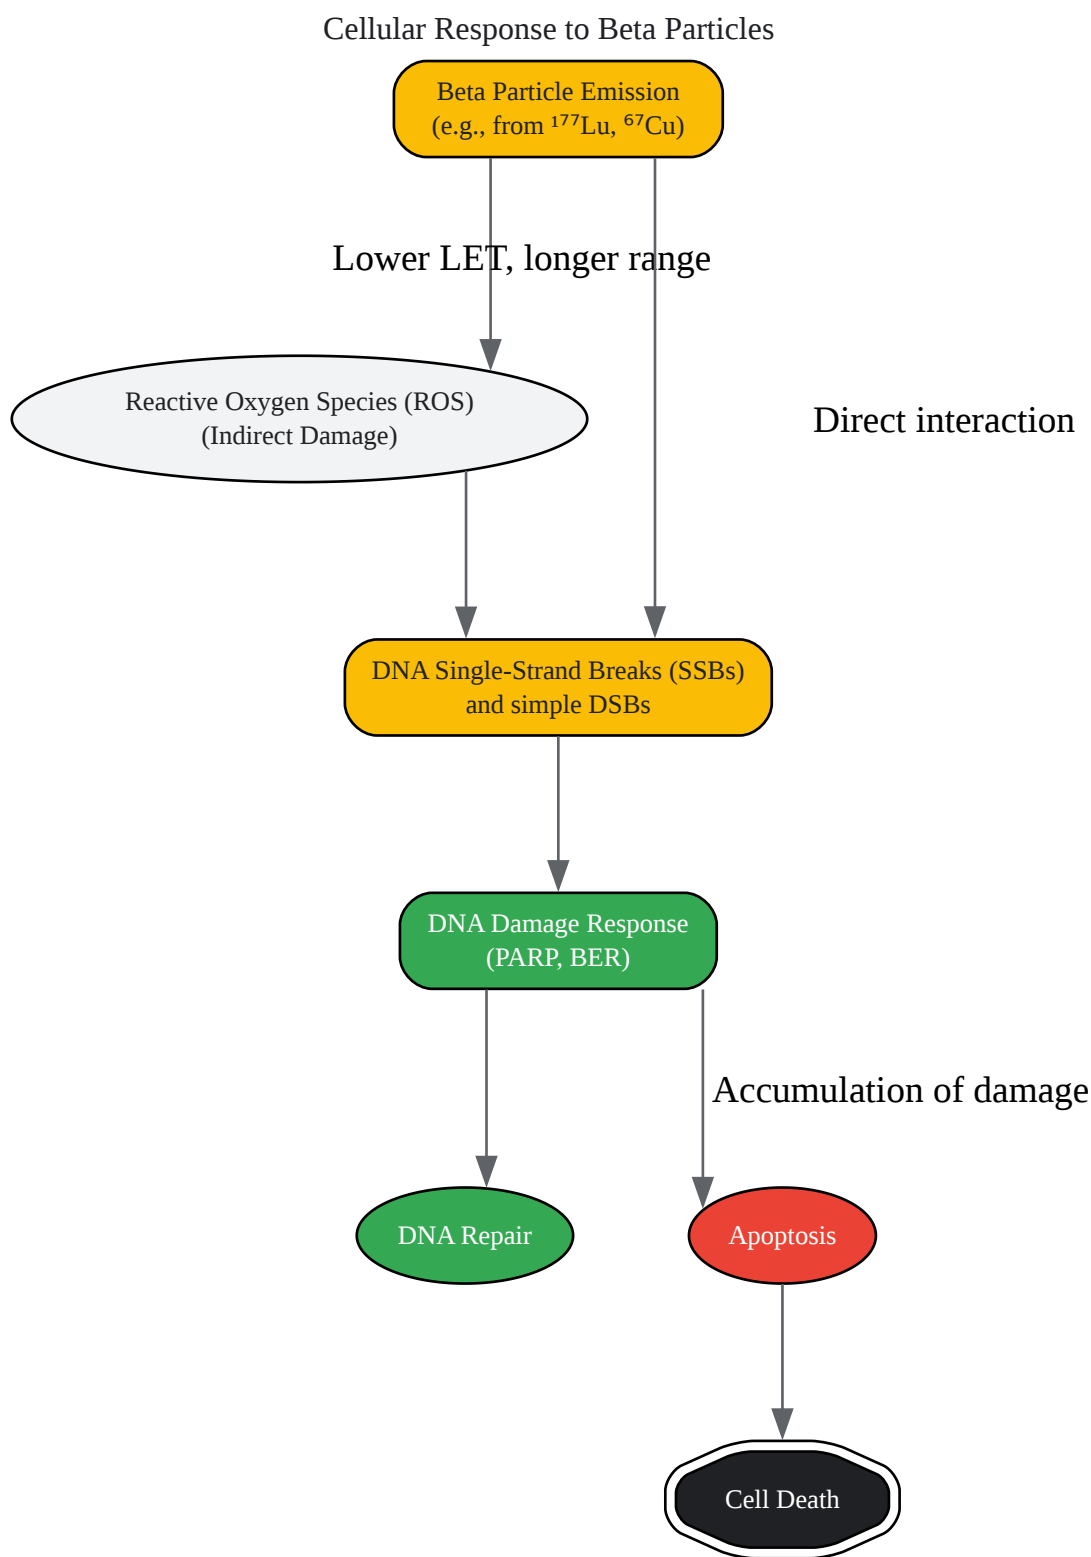 Cellular Response to Beta Particles
Beta Particle Emission
(e.g., from ¹⁷⁷Lu, ⁶⁷Cu)
Lower LET, longer range
Reactive Oxygen Species (ROS)
(Indirect Damage)
Direct interaction
DNA Single-Strand Breaks (SSBs)
and simple DSBs
DNA Damage Response
(PARP, BER)
Accumulation of damage
DNA Repair
Apoptosis
Cell Death